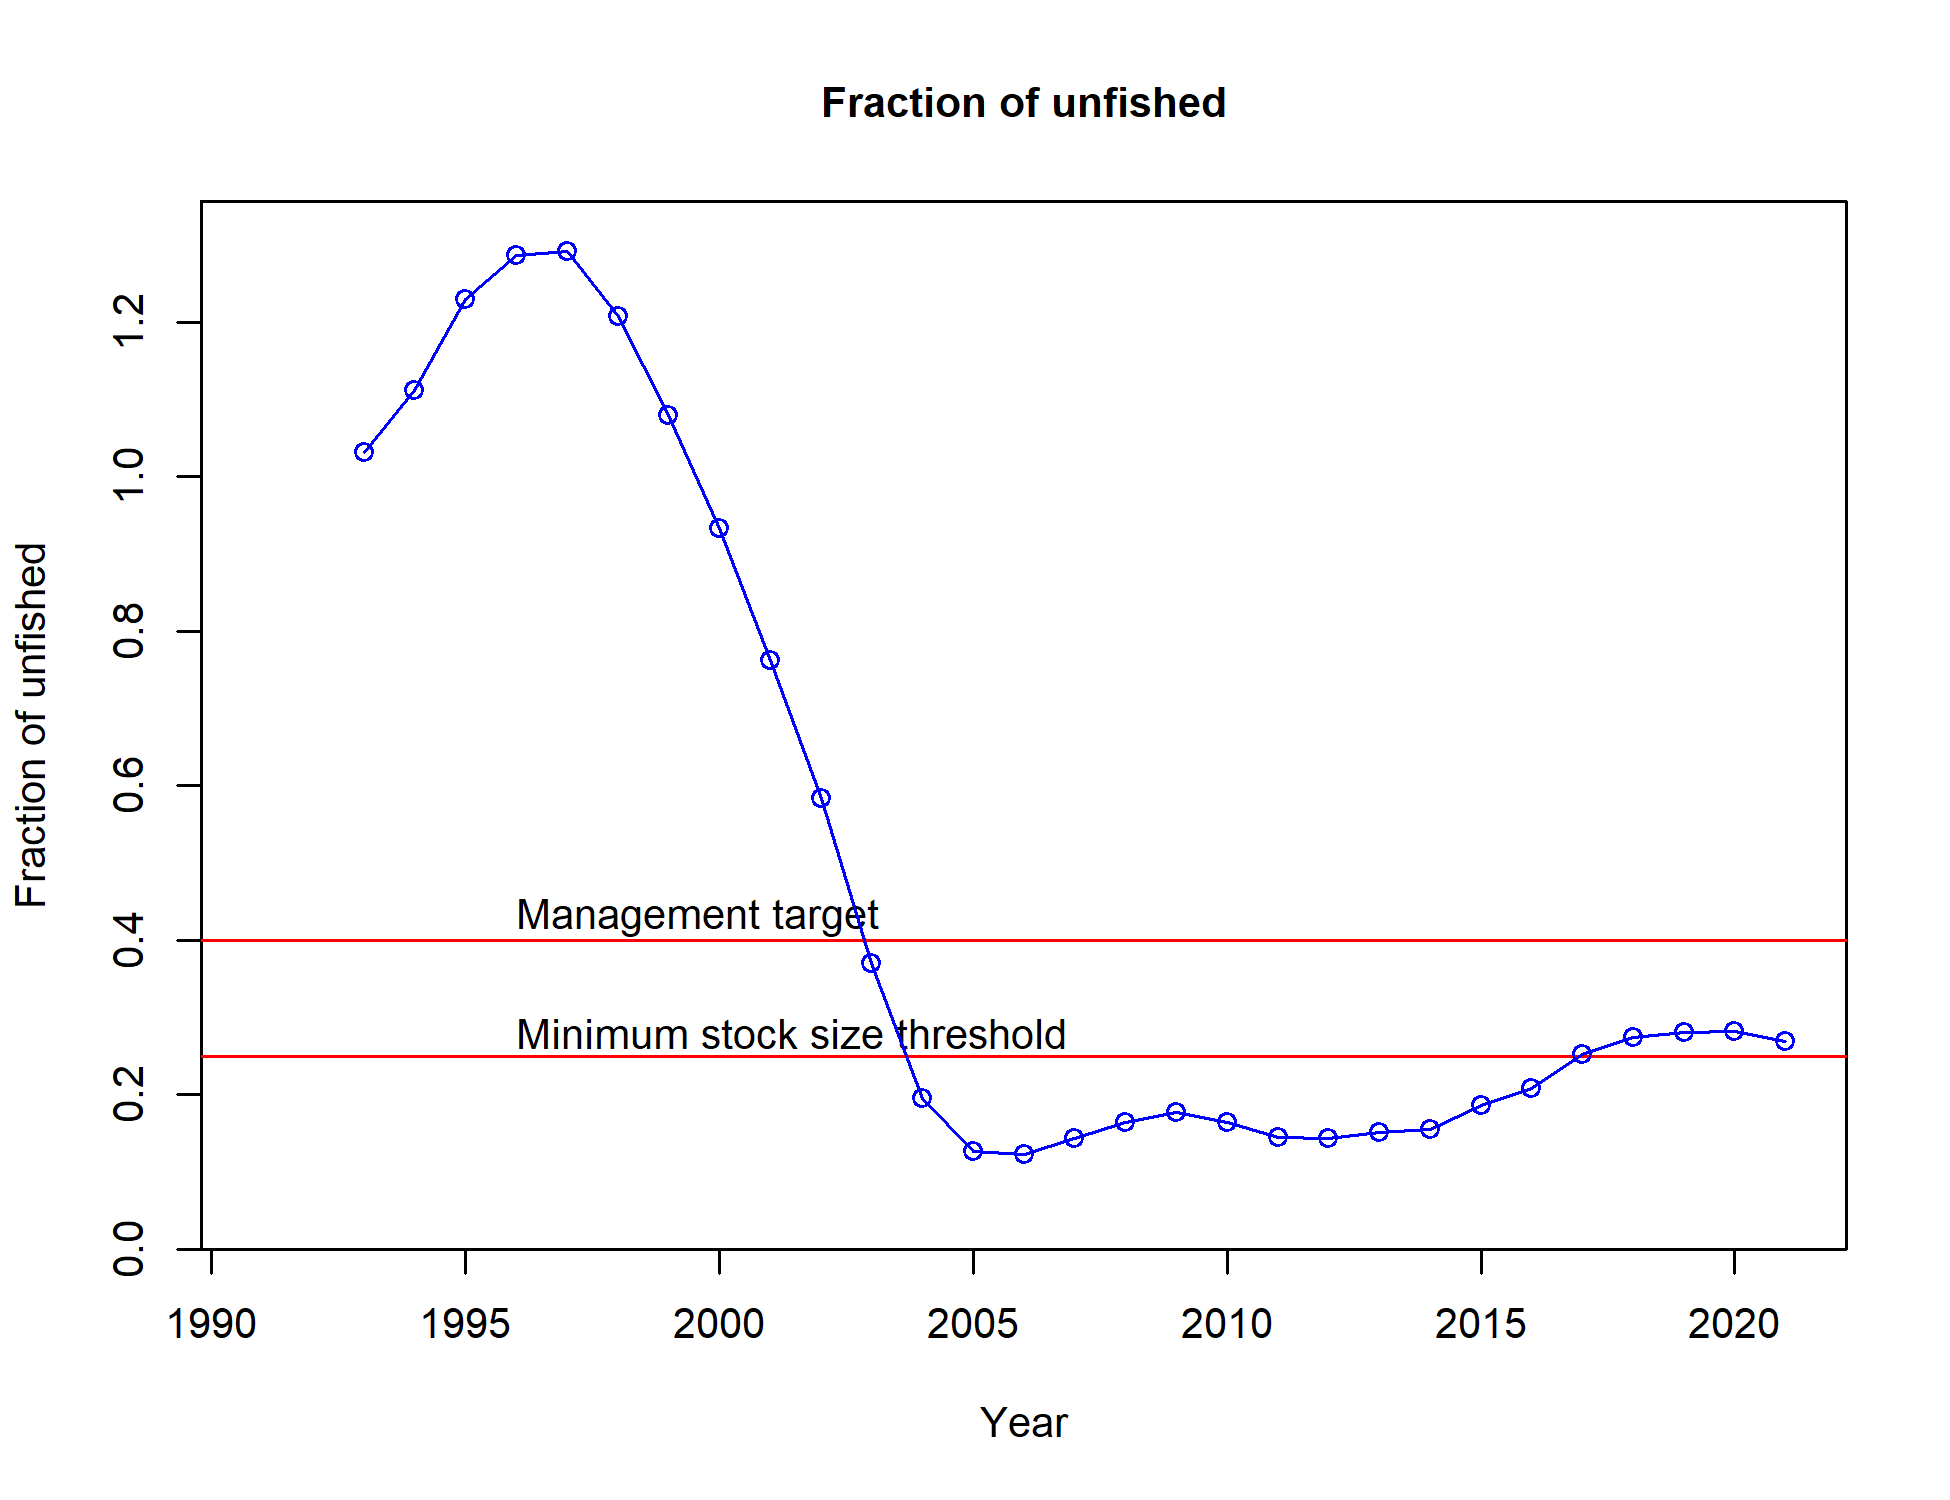 Fraction of unfished
Fraction of unfished
1.2
1.0
0.8
0.6
0.4
0.2
0.0
Management target
Minimum stock size threshold
1990 1995 2000 2005 2010 2015 2020
Year